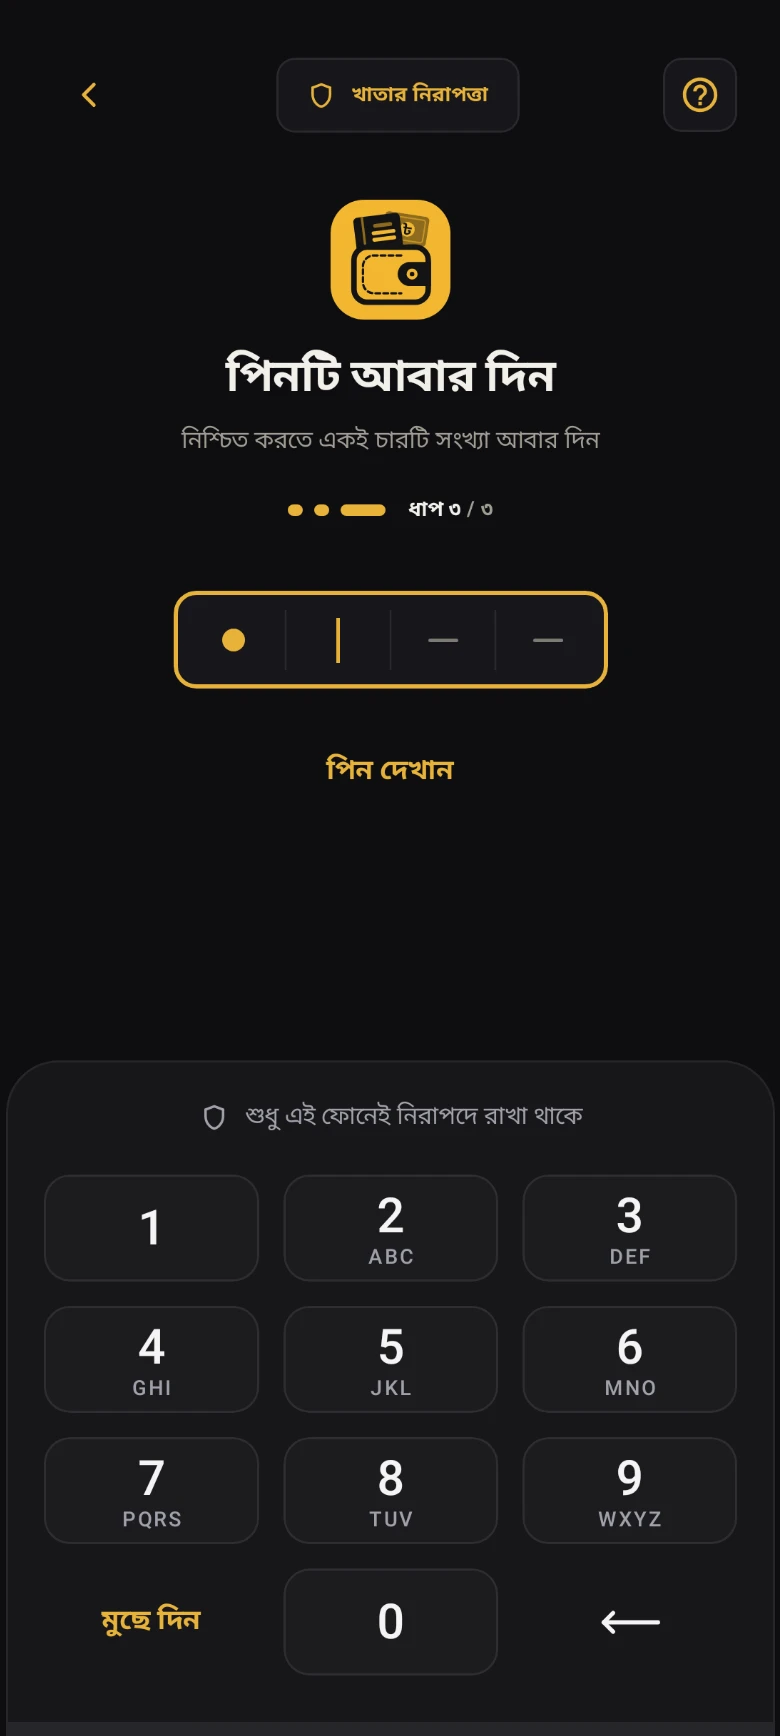 খাতার নিরাপত্তা
৳
পিনটি আবার দিন
নিশ্চিত করতে একই চারটি সংখ্যা আবার দিন
ধাপ ৩ / ৩
পিন দেখান
শুধু এই ফোনেই নিরাপদে রাখা থাকে
1 2 3
ABC DEF
4 5 6
GHI JKL MNO
7 8 9
PQRS TUV WXYZ
মুছে দিন 0